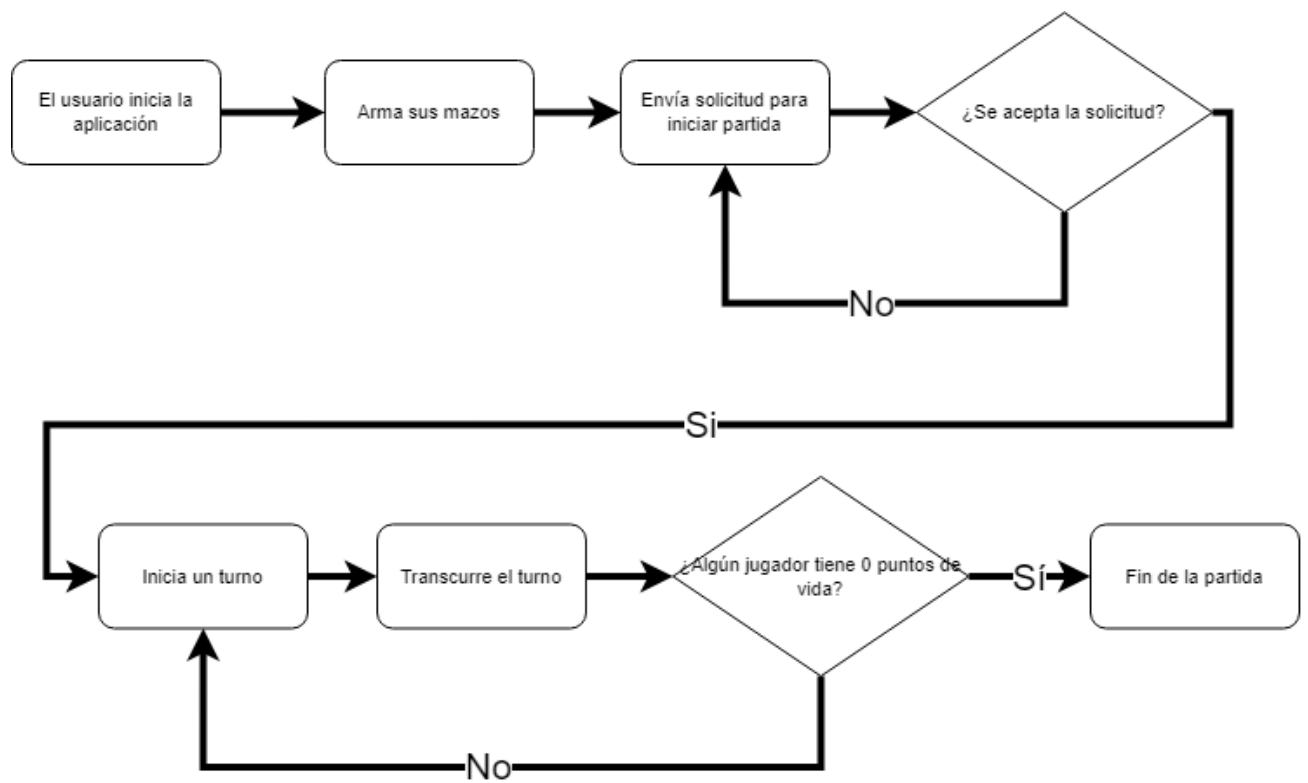 El usuario inicia la
aplicación
Arma sus mazos
Envía solicitud para
iniciar partida
¿Se acepta la solicitud?
No
Si
Inicia un turno
Transcurre el turno
¿Algún jugador tiene 0 puntos de
vida?
Sí
Fin de la partida
No